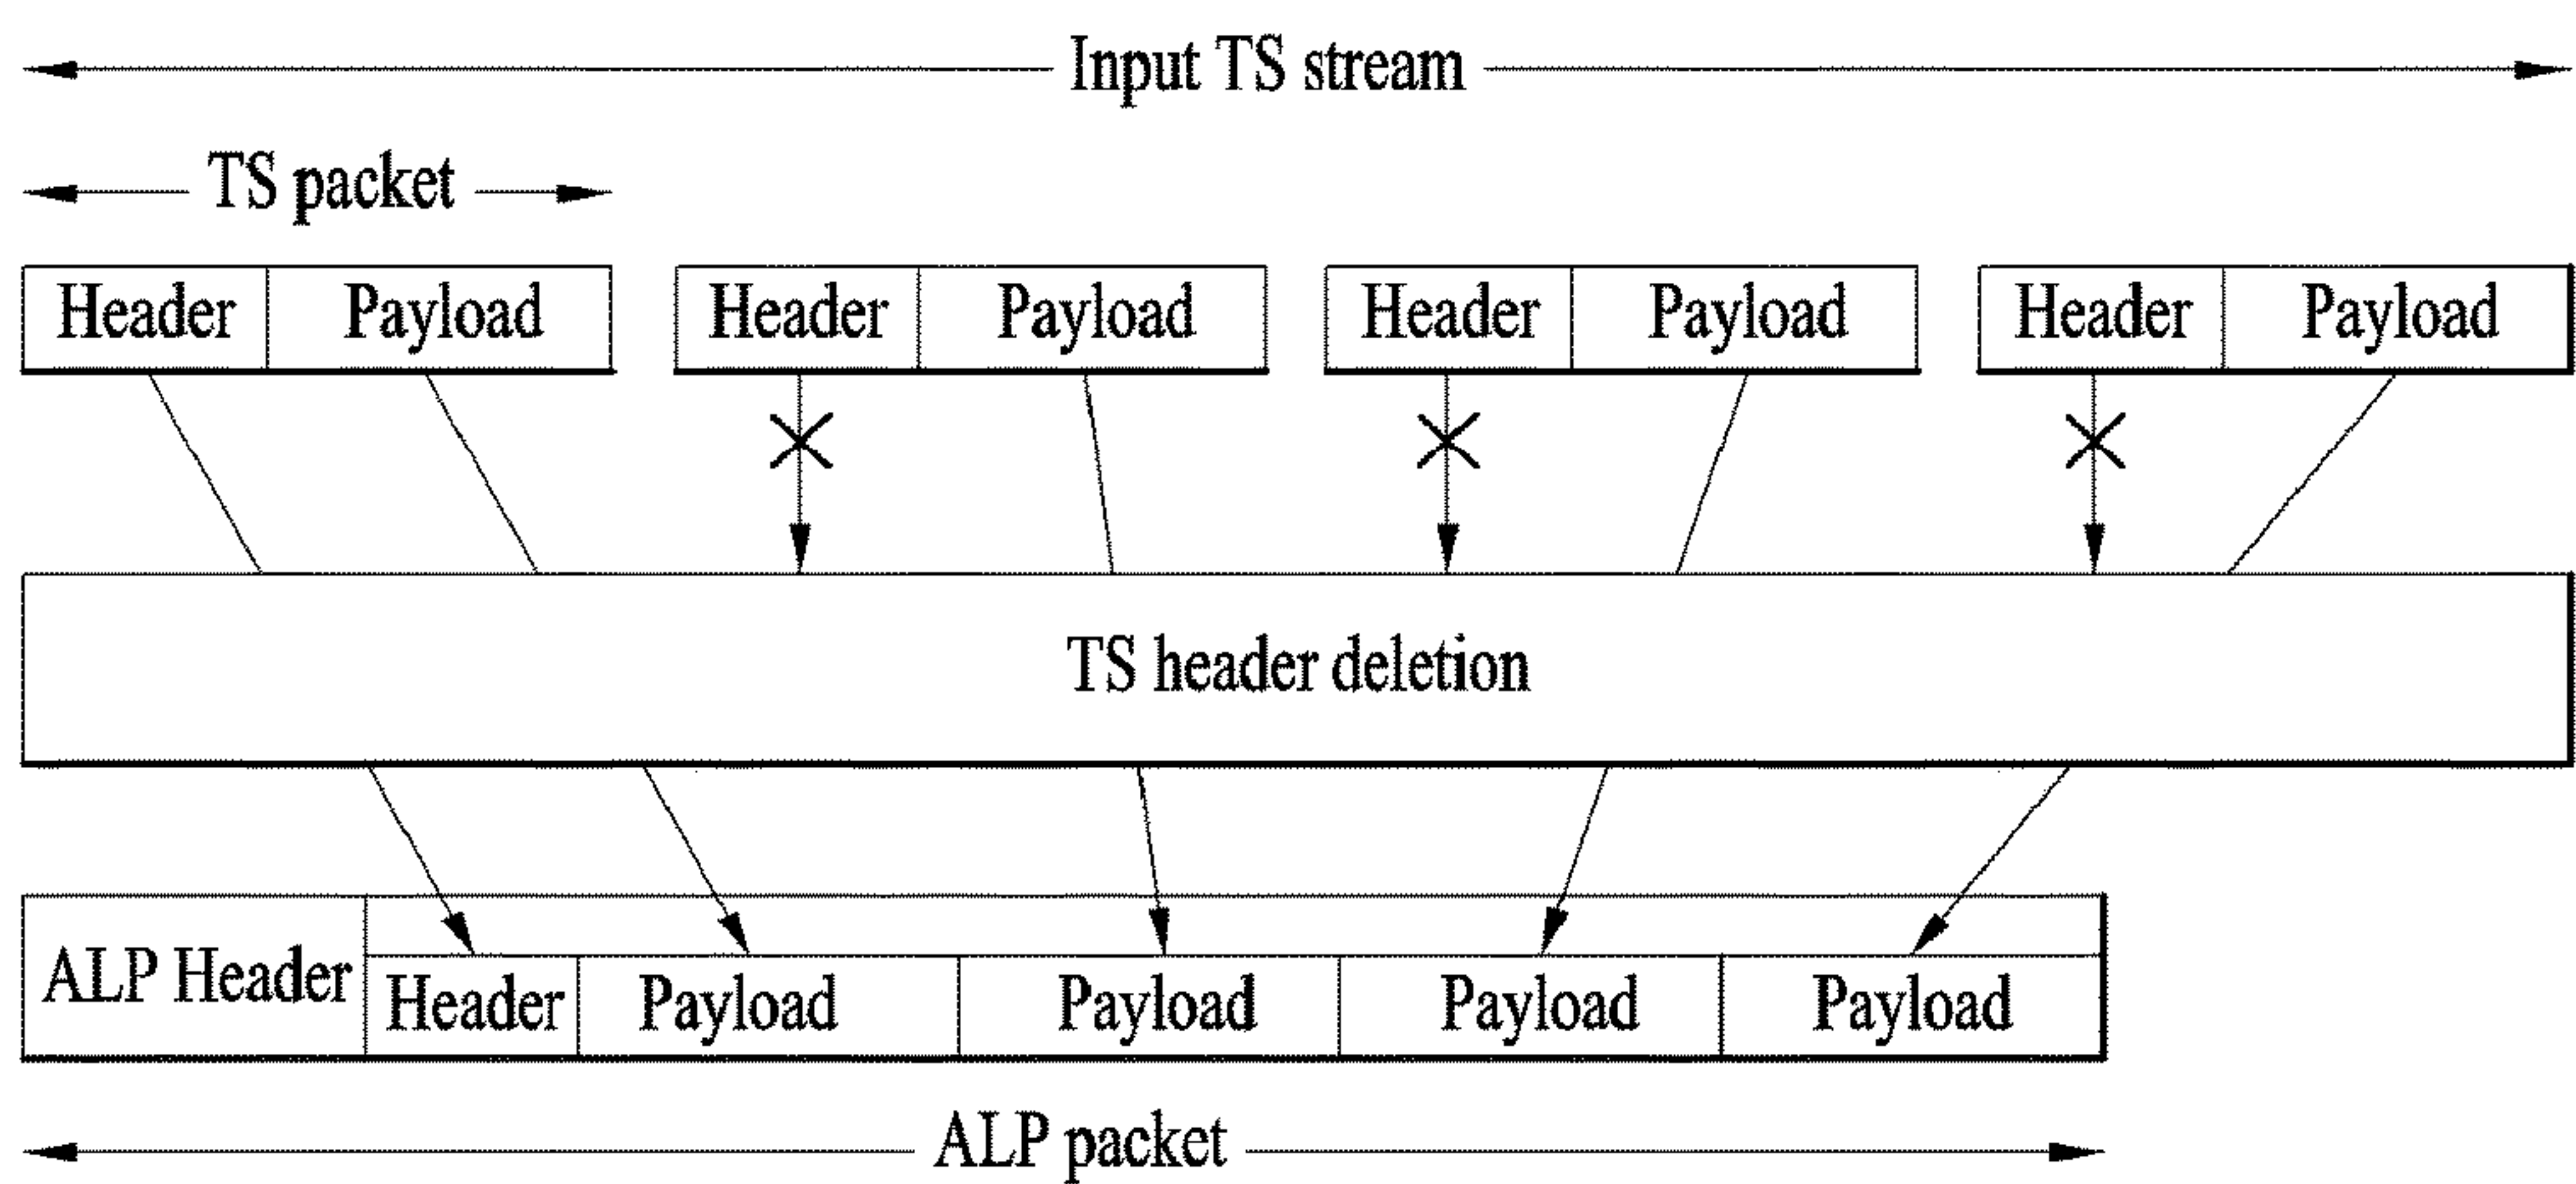 Input TS stream
TS packet
Header Payload Header Payload Header Payload Header Payload
TS header deletion
ALP Header Header Payload Payload Payload Payload
ALP packet